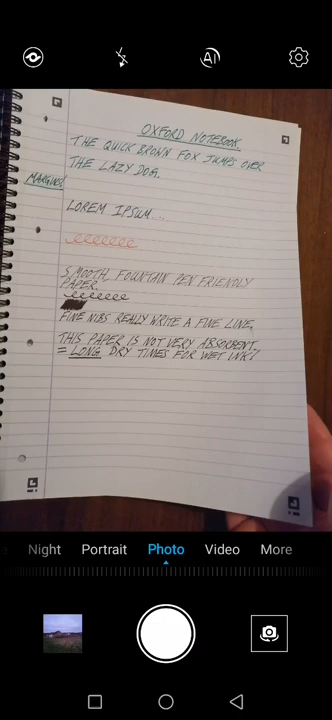 AI
OXFORD NOTEBOOK
THE QUICK BROWN FOX JUMPS OVER
THE LAZY DOG.
MARGINS!
LOREM IPSUM....
SMOOTH, FOUNTAIN PEN FRIENDLY
PAPER.
FINE NIBS REALLY WRITE A FINE LINE.
THIS PAPER IS NOT VERY ABSORBENT.
= LONG DRY TIMES FOR WET INK!
Night Portrait Photo Video More